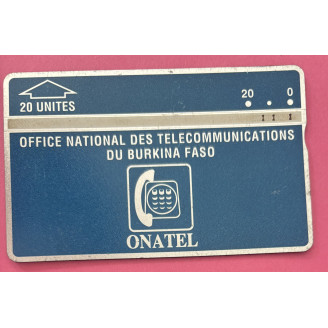 20 UNITES
20 0
OFFICE NATIONAL DES TELECOMMUNICATIONS
DU BURKINA FASO
ONATEL